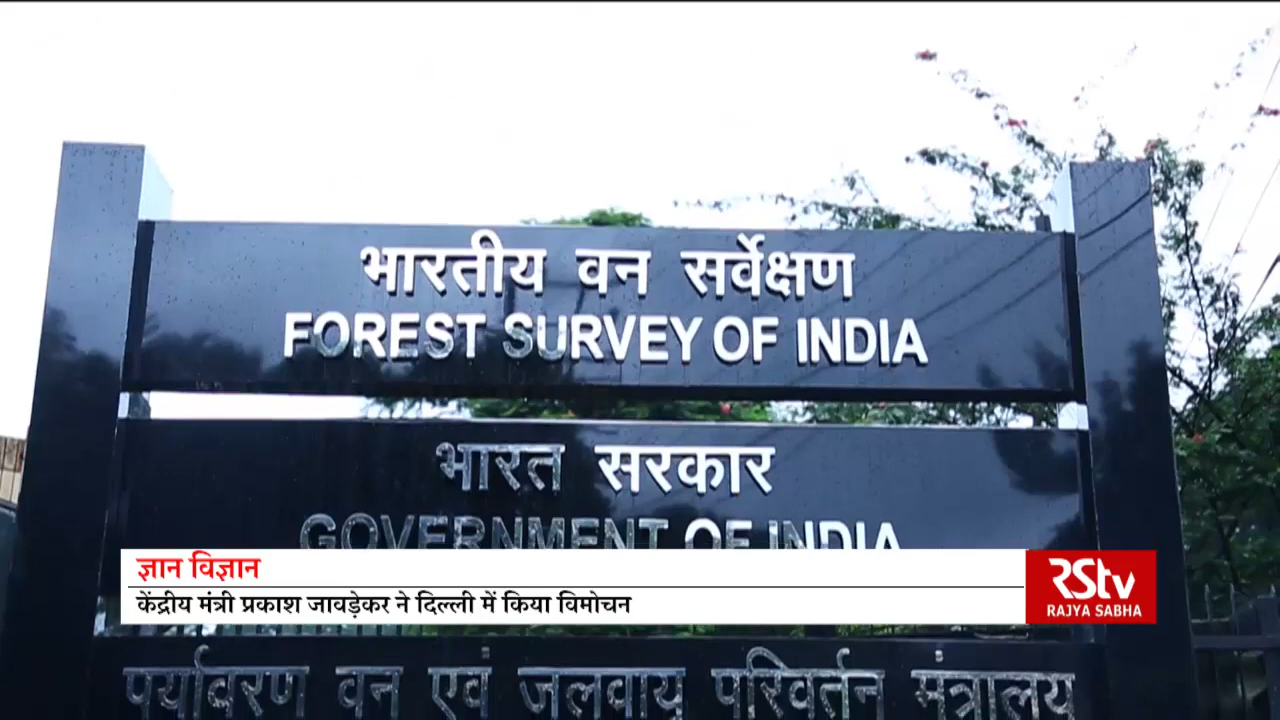 भारतीय वन सर्वेक्षण
FOREST SURVEY OF INDIA
भारत सरकार
GOVERNMENT OF INDIA
ज्ञान विज्ञान
केंद्रीय मंत्री प्रकाश जावड़ेकर ने दिल्ली में किया विमोचन
RSTV
RAJYA SABHA
पर्यावरण वन एवं जलवायु परिवर्तन मंत्रालय